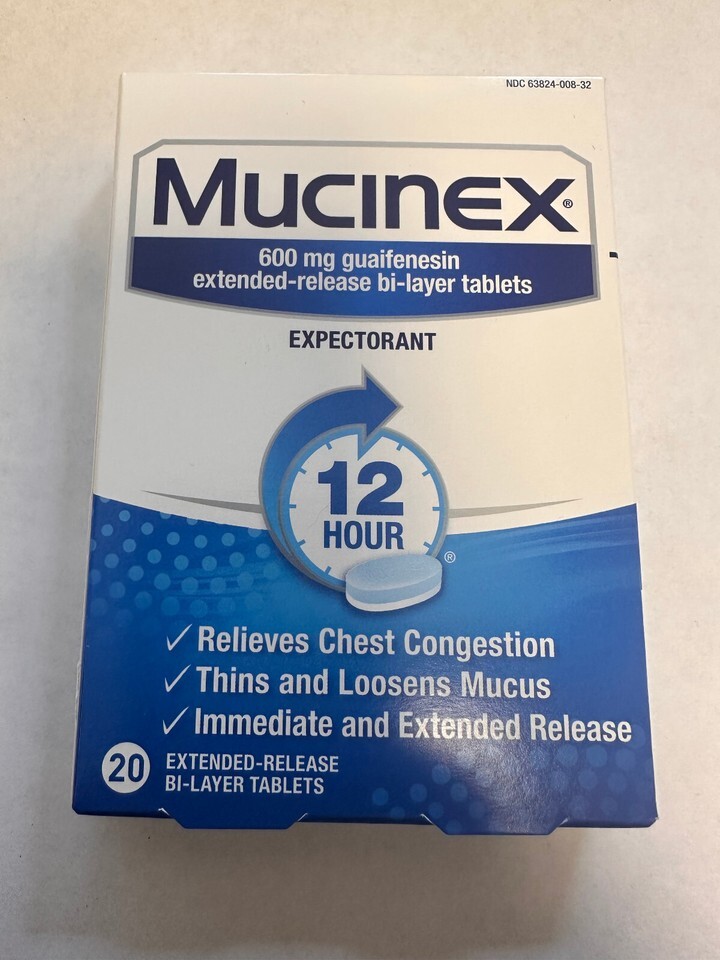 NDC 63824-008-32
Mucinex®
600 mg guaifenesin
extended-release bi-layer tablets
EXPECTORANT
12
HOUR
®
✓ Relieves Chest Congestion
✓ Thins and Loosens Mucus
✓ Immediate and Extended Release
20 EXTENDED-RELEASE
BI-LAYER TABLETS